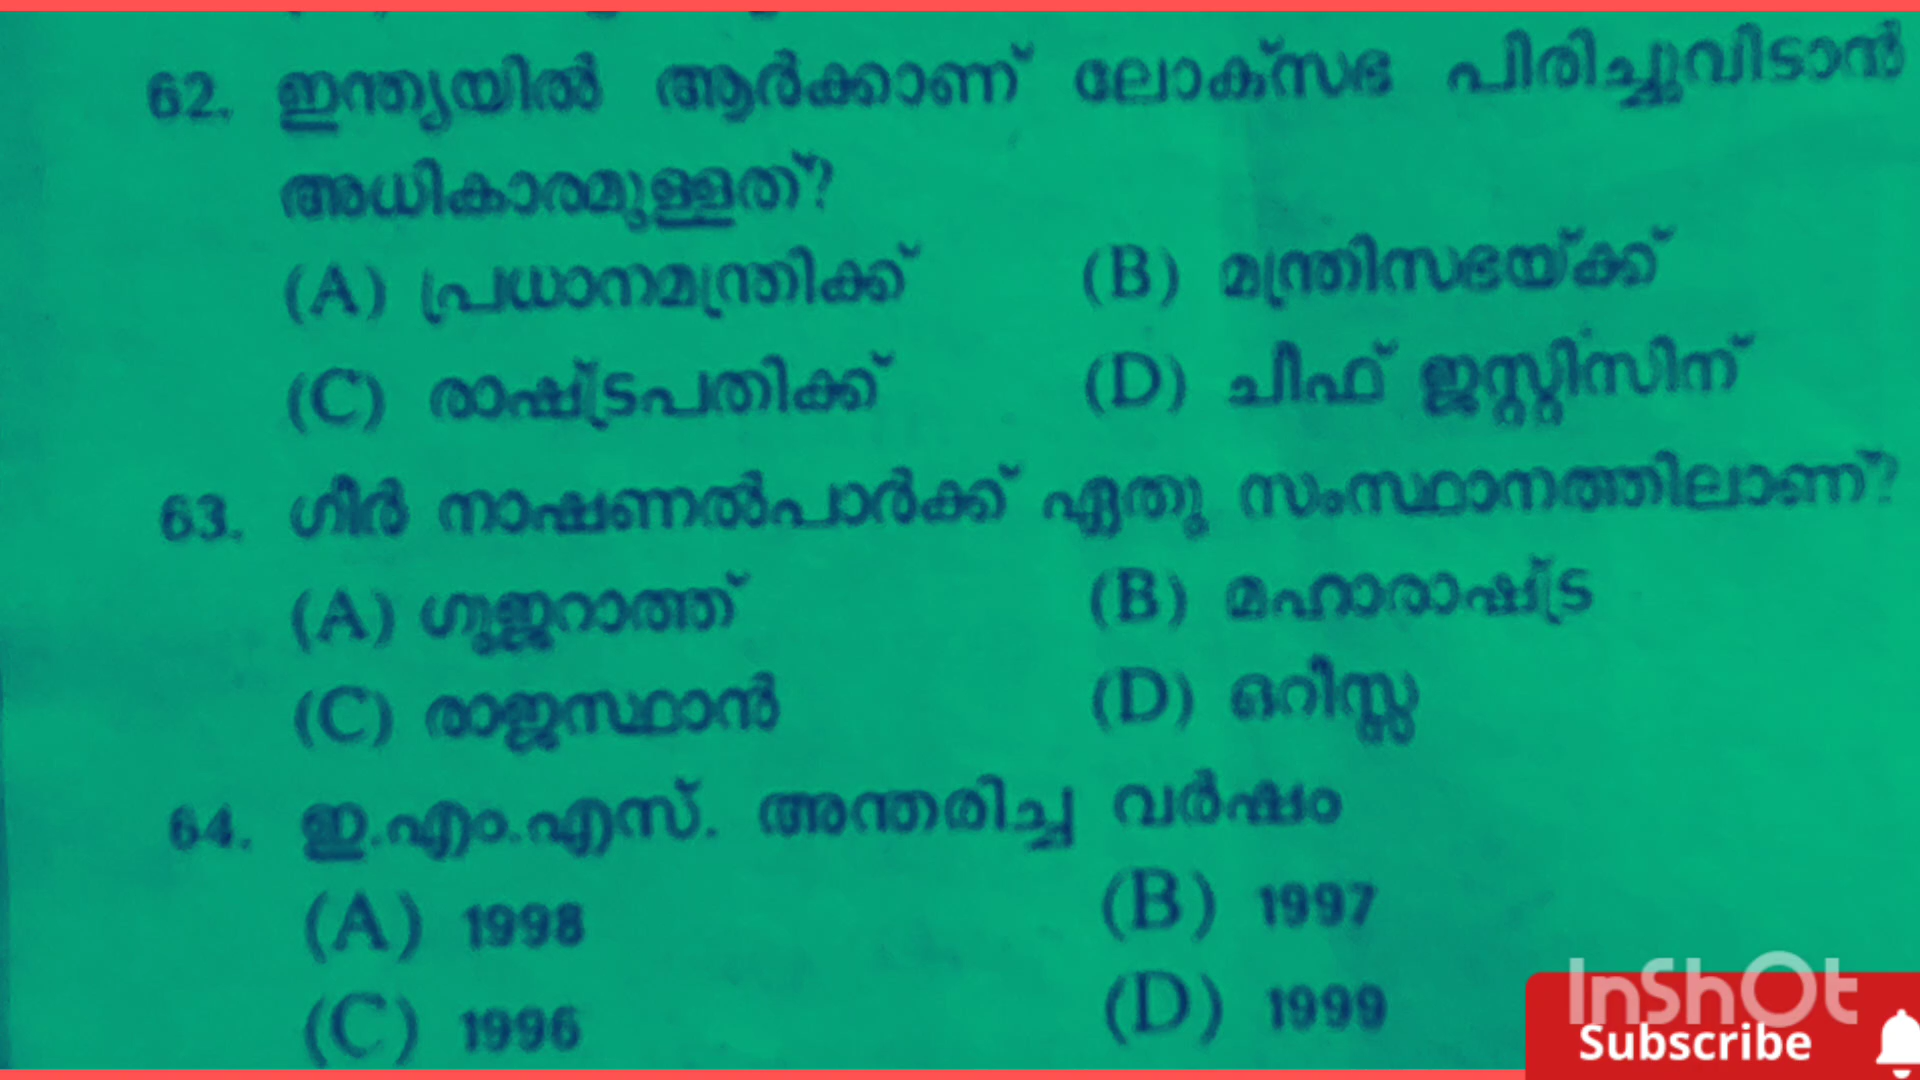 62. ഇന്ത്യയിൽ ആർക്കാണ് ലോക്സഭ പിരിച്ചുവിടാൻ
അധികാരമുള്ളത്?
(A) പ്രധാനമന്ത്രിക്ക് (B) മന്ത്രിസഭയ്ക്ക്
(C) രാഷ്ട്രപതിക്ക് (D) ചീഫ് ജസ്റ്റിസിന്
63. ഗീർ നാഷണൽപാർക്ക് ഏതു സംസ്ഥാനത്തിലാണ്?
(A) ഗുജറാത്ത് (B) മഹാരാഷ്ട്ര
(C) രാജസ്ഥാൻ (D) ഒറീസ്സ
64. ഇ.എം.എസ്. അന്തരിച്ച വർഷം
(A) 1998 (B) 1997
(C) 1996 (D) 1999
InShOt
Subscribe